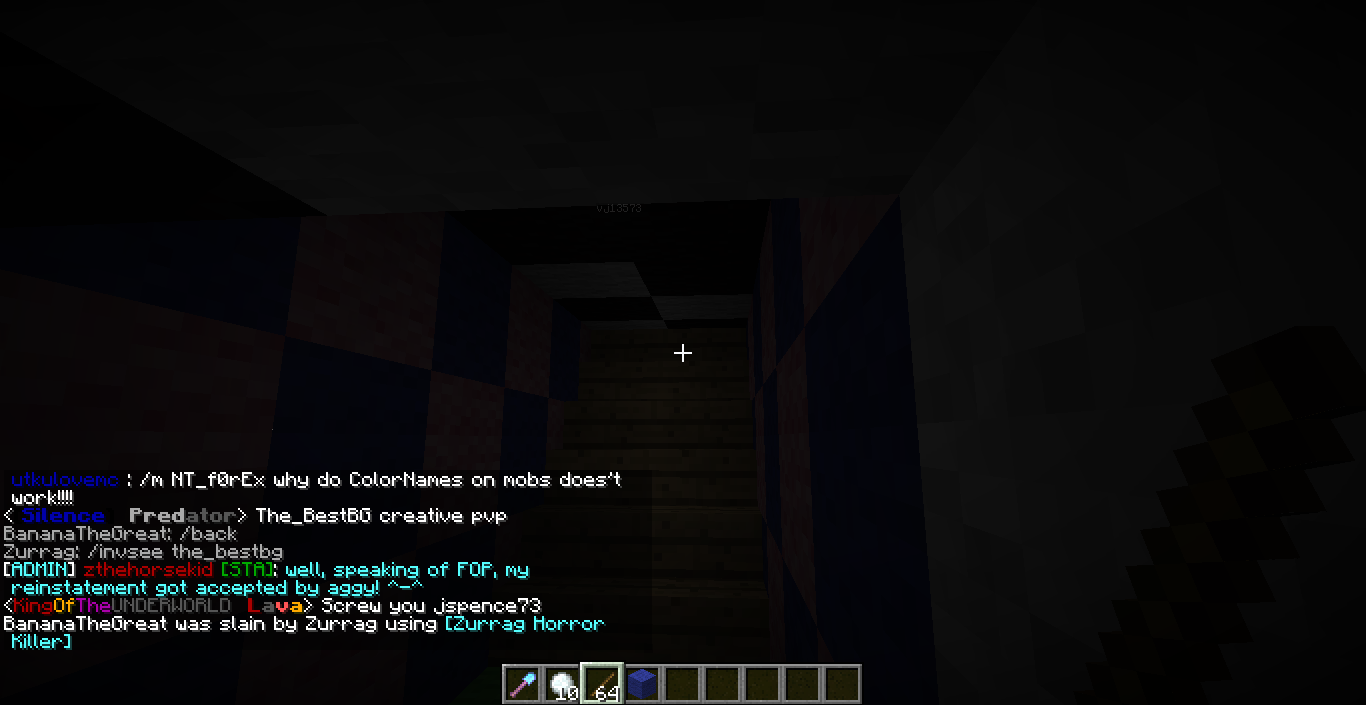 vj13573
utkulovemc : /m NT_f0rEx why do ColorNames on mobs does't
work!!!!
< Silence Predator> The_BestBG creative pvp
BananaTheGreat: /back
Zurrag: /invsee the_bestbg
[ADMIN] zthehorsekid [STA]: well, speaking of FOP, my
reinstatement got accepted by aggy! ^-^
<KingOfTheUNDERWORLD Lava> Screw you jspence73
BananaTheGreat was slain by Zurrag using [Zurrag Horror
Killer]
10 64